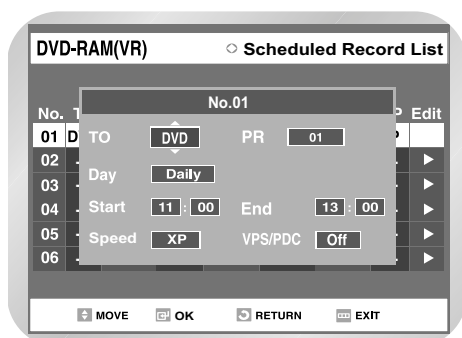 DVD-RAM(VR) Scheduled Record List
No. Edit
No.01
01 D
TO DVD PR 01
02
Day Daily
03
04
Start 11 : 00 End 13 : 00
05
Speed XP VPS/PDC Off
06
MOVE OK RETURN EXIT